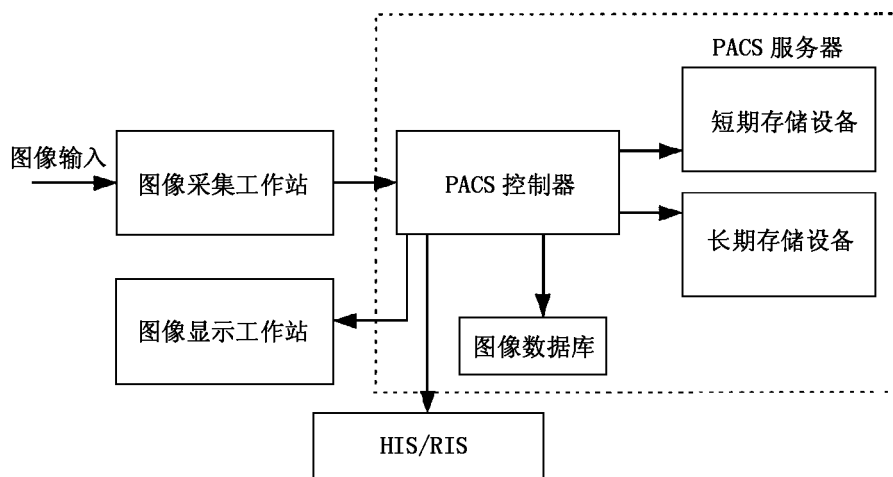 PACS 服务器
短期存储设备
图像输入
图像采集工作站
PACS 控制器
长期存储设备
图像显示工作站
图像数据库
HIS/RIS